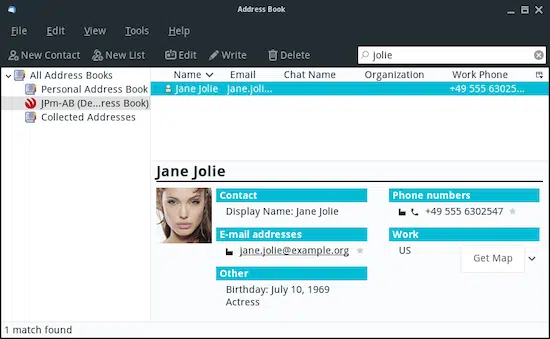 Address Book
File Edit View Tools Help
New Contact New List Edit Write Delete jolie
All Address Books
Personal Address Book
JPm-AB (De...ress Book)
Collected Addresses
Name Email Chat Name Organization Work Phone
Jane Jolie Jane.joli... +49 555 63025...
Jane Jolie
Contact
Display Name: Jane Jolie
E-mail addresses
jane.jolie@example.org
Other
Birthday: July 10, 1969
Actress
Phone numbers
+49 555 6302547
Work
US
Get Map
1 match found